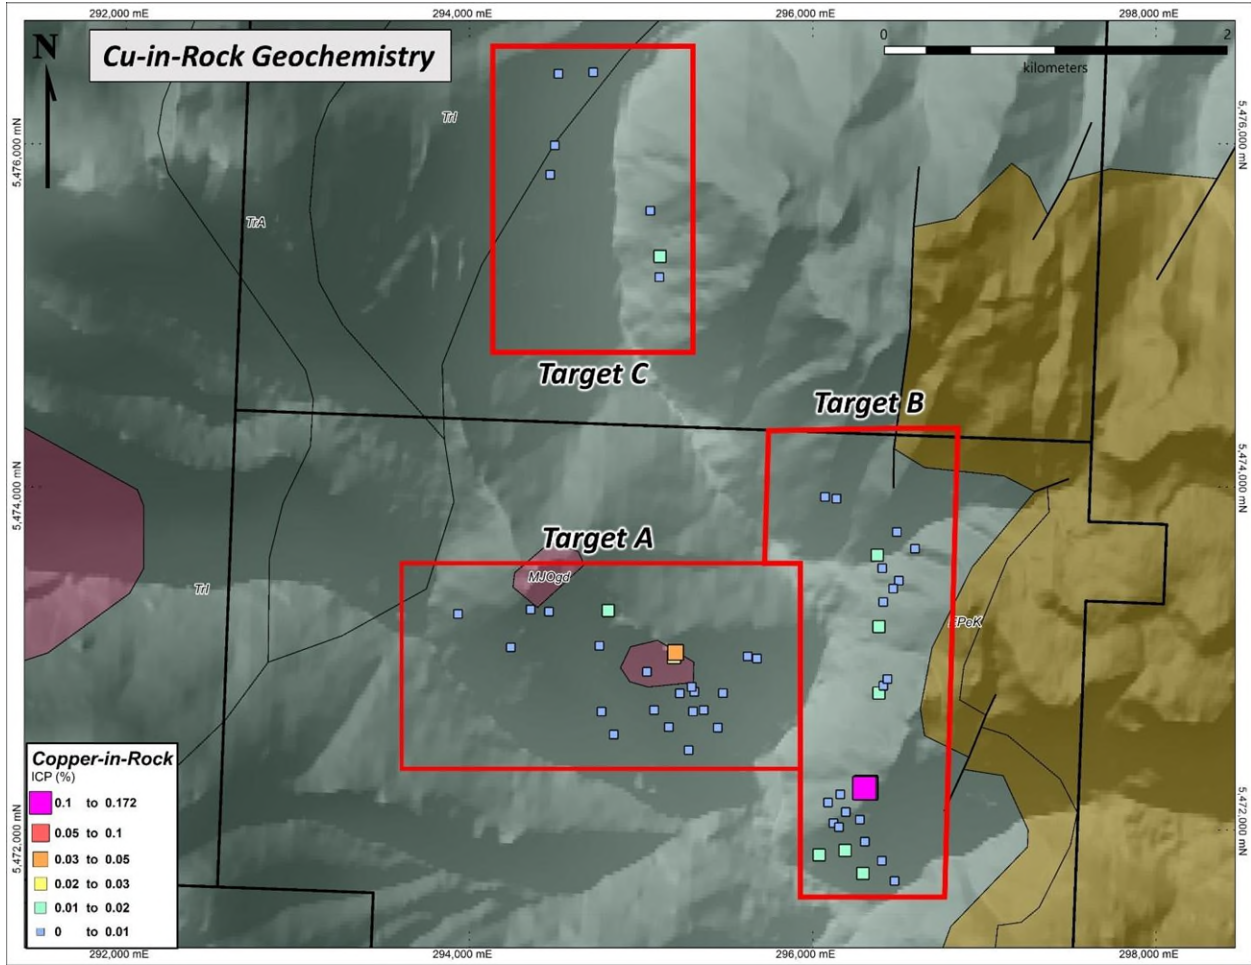 292,000 mE
294,000 mE
296,000 mE
298,000 mE
N
Cu-in-Rock Geochemistry
0
2
kilometers
TrI
5,476,000 mN
5,476,000 mN
TrA
Target C
Target B
5,474,000 mN
5,474,000 mN
Target A
MJOgd
TrI
PeK
Copper-in-Rock
ICP (%)
0.1 to 0.172
0.05 to 0.1
0.03 to 0.05
0.02 to 0.03
0.01 to 0.02
0 to 0.01
5,472,000 mN
5,472,000 mN
292,000 mE
294,000 mE
296,000 mE
298,000 mE